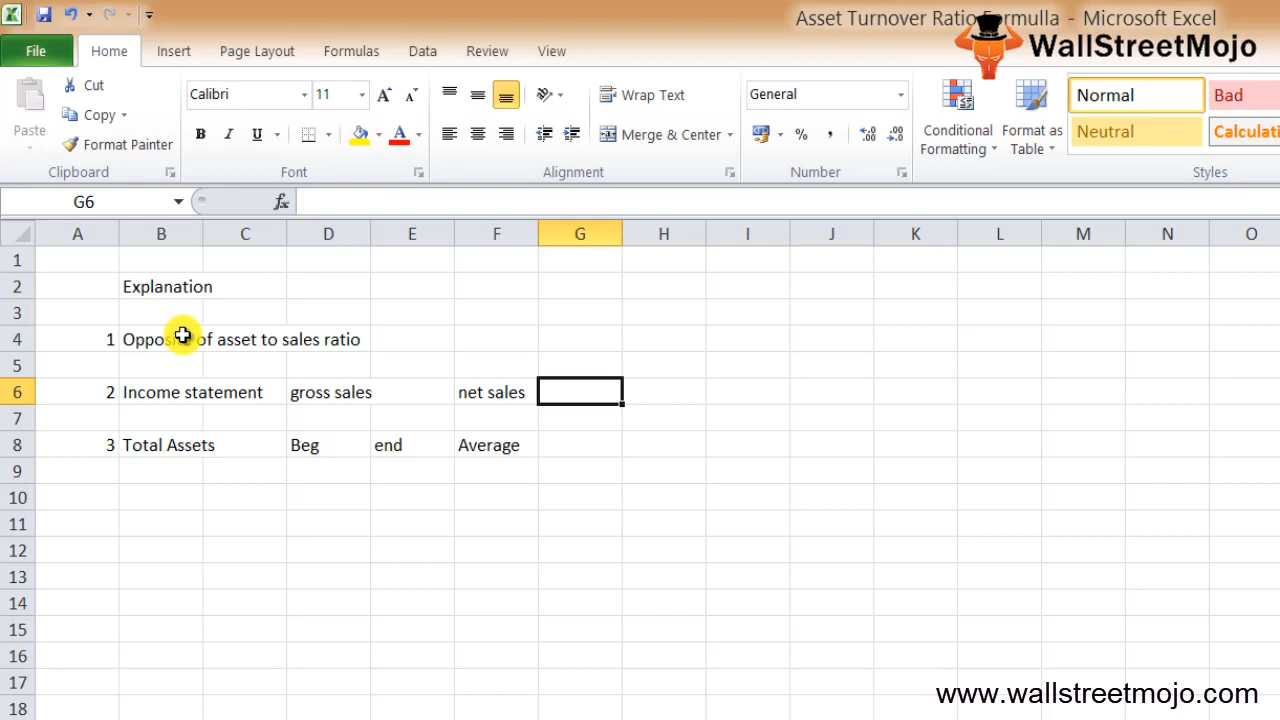 Asset Turnover Ratio Formulla - Microsoft Excel
WallStreetMojo
File Home Insert Page Layout Formulas Data Review View
Paste
Cut
Copy
Format Painter
Clipboard
Calibri 11
B I U A
Font
Wrap Text
Merge & Center
Alignment
General
% ,
Number
Conditional Formatting
Format as Table
Normal Bad
Neutral Calculati
Styles
G6 fx
A B C D E F G H I J K L M N O
1
2 Explanation
3
4 1 Opposite of asset to sales ratio
5
6 2 Income statement gross sales net sales
7
8 3 Total Assets Beg end Average
9
10
11
12
13
14
15
16
17
18
www.wallstreetmojo.com